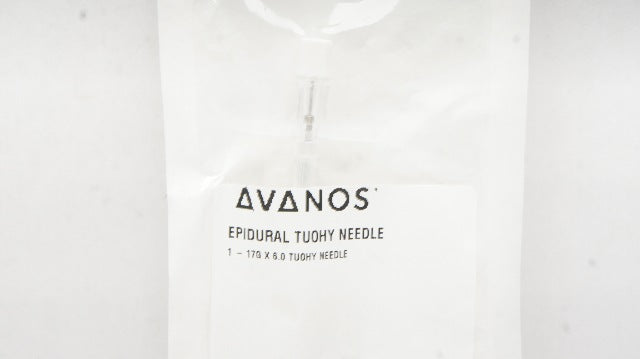 AVANOS
EPIDURAL TUOHY NEEDLE
1 - 17G X 6.0 TUOHY NEEDLE